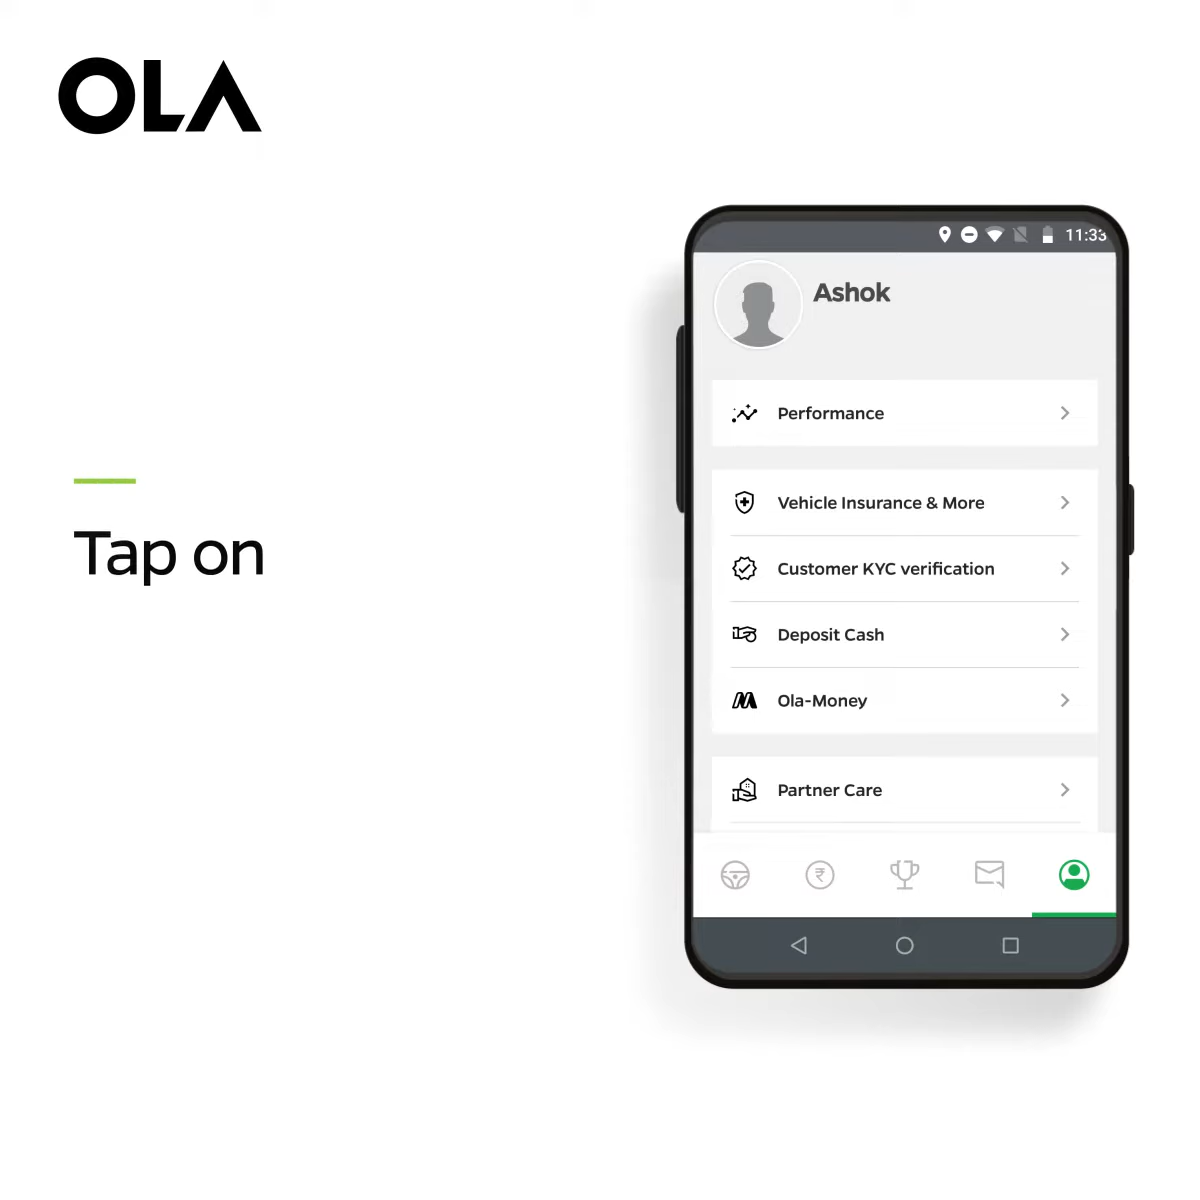 OLA
Tap on
11:33
Ashok
Performance
Vehicle Insurance & More
Customer KYC verification
Deposit Cash
Ola-Money
Partner Care